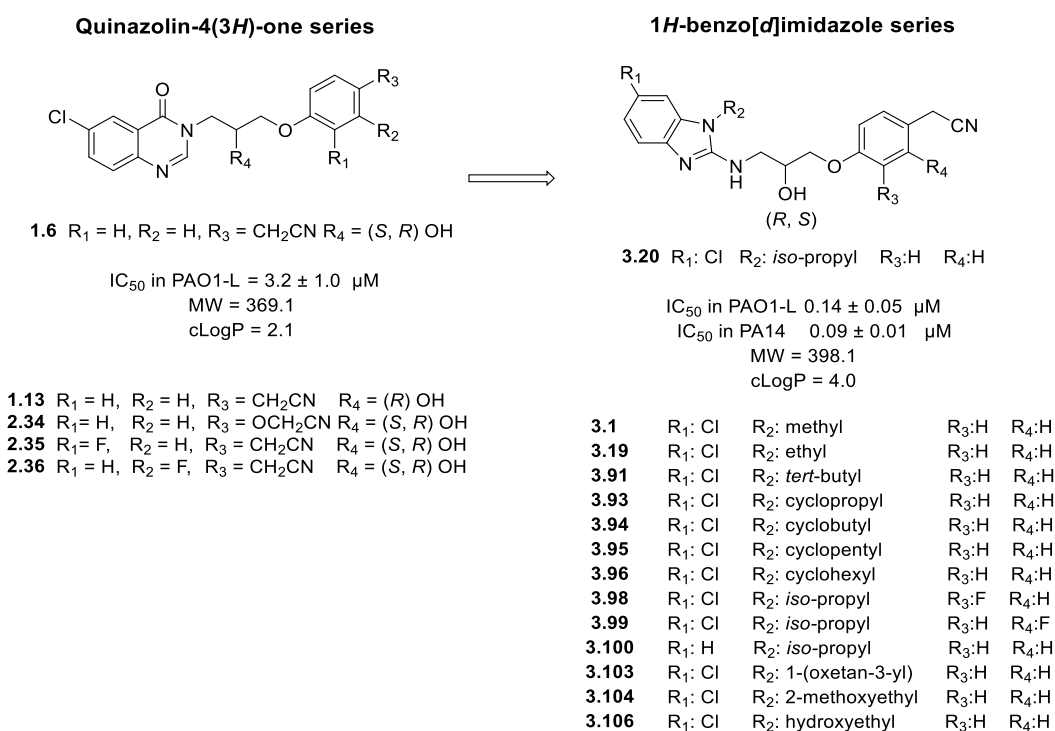 Quinazolin-4(3H)-one series
Cl
O
N
N
R4
O
R1
R2
R3
1.6 R1 = H, R2 = H, R3 = CH2CN R4 = (S, R) OH
IC50 in PAO1-L = 3.2 ± 1.0 μM
MW = 369.1
cLogP = 2.1
1.13 R1 = H, R2 = H, R3 = CH2CN R4 = (R) OH
2.34 R1= H, R2 = H, R3 = OCH2CN R4 = (S, R) OH
2.35 R1= F, R2 = H, R3 = CH2CN R4 = (S, R) OH
2.36 R1 = H, R2 = F, R3 = CH2CN R4 = (S, R) OH
1H-benzo[d]imidazole series
R1
R2
N
N
N
H
OH
O
CN
R4
R3
(R, S)
3.20 R1: Cl R2: iso-propyl R3:H R4:H
IC50 in PAO1-L 0.14 ± 0.05 μM
IC50 in PA14 0.09 ± 0.01 μM
MW = 398.1
cLogP = 4.0
3.1 R1: Cl R2: methyl R3:H R4:H
3.19 R1: Cl R2: ethyl R3:H R4:H
3.91 R1: Cl R2: tert-butyl R3:H R4:H
3.93 R1: Cl R2: cyclopropyl R3:H R4:H
3.94 R1: Cl R2: cyclobutyl R3:H R4:H
3.95 R1: Cl R2: cyclopentyl R3:H R4:H
3.96 R1: Cl R2: cyclohexyl R3:H R4:H
3.98 R1: Cl R2: iso-propyl R3:F R4:H
3.99 R1: Cl R2: iso-propyl R3:H R4:F
3.100 R1: H R2: iso-propyl R3:H R4:H
3.103 R1: Cl R2: 1-(oxetan-3-yl) R3:H R4:H
3.104 R1: Cl R2: 2-methoxyethyl R3:H R4:H
3.106 R1: Cl R2: hydroxyethyl R3:H R4:H